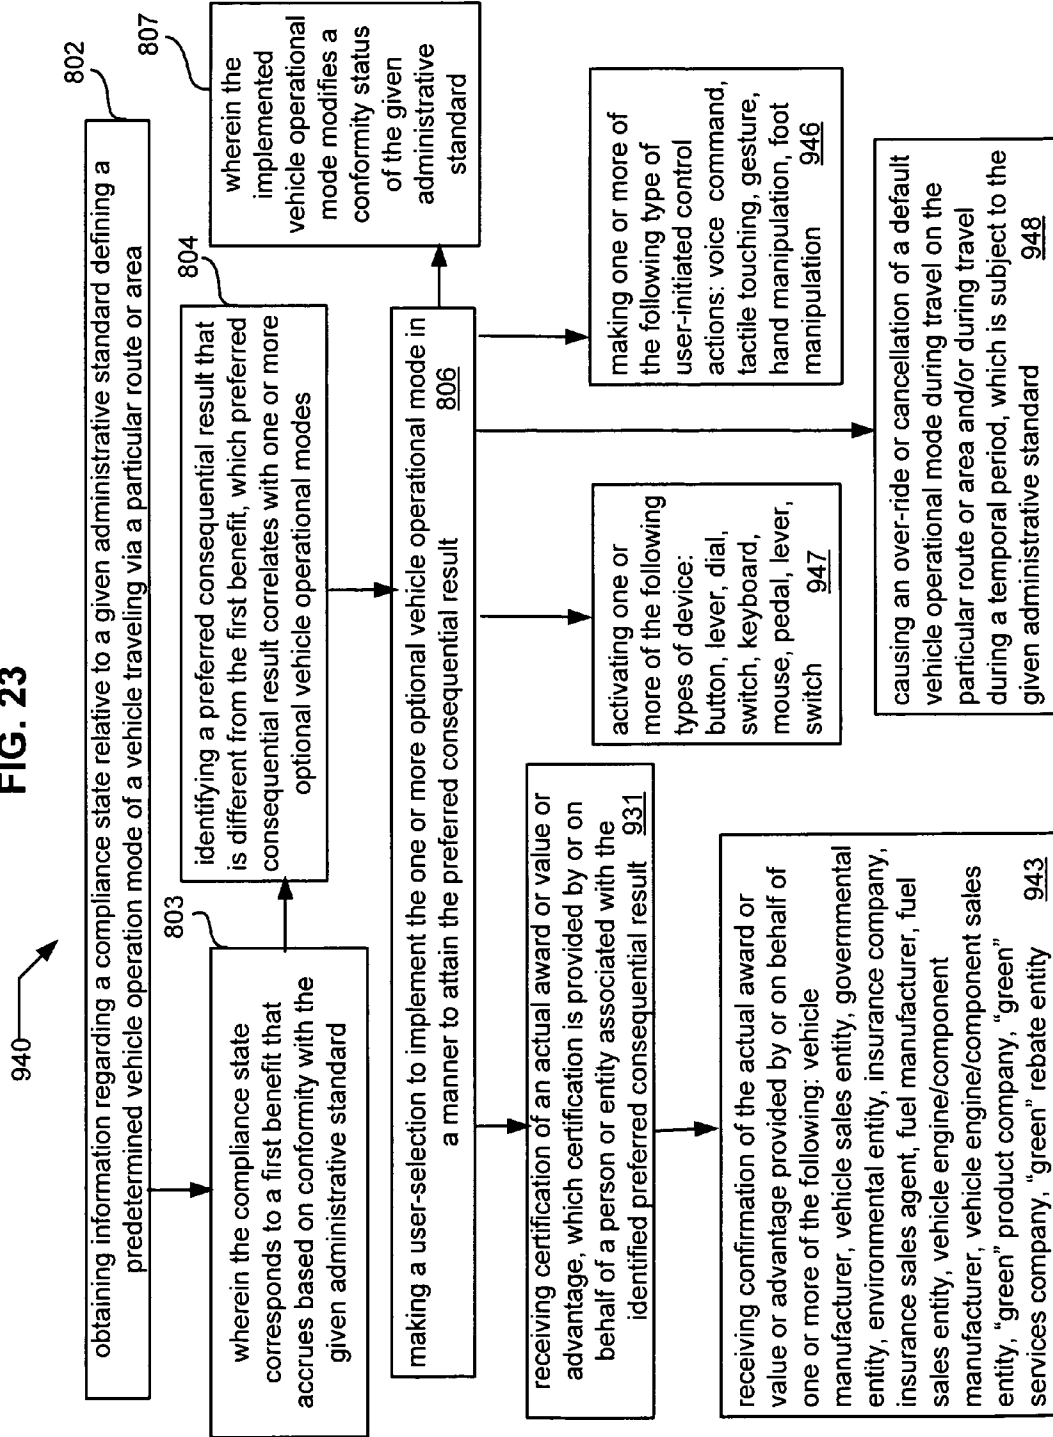 FIG. 23
940
802
obtaining information regarding a compliance state relative to a given administrative standard defining a
predetermined vehicle operation mode of a vehicle traveling via a particular route or area
803
wherein the compliance state
corresponds to a first benefit that
accrues based on conformity with the
given administrative standard
804
identifying a preferred consequential result that
is different from the first benefit, which preferred
consequential result correlates with one or more
optional vehicle operational modes
807
wherein the
implemented
vehicle operational
mode modifies a
conformity status
of the given
administrative
standard
making a user-selection to implement the one or more optional vehicle operational mode in
a manner to attain the preferred consequential result 806
receiving certification of an actual award or value or
advantage, which certification is provided by or on
behalf of a person or entity associated with the
identified preferred consequential result 931
activating one or
more of the following
types of device:
button, lever, dial,
switch, keyboard,
mouse, pedal, lever,
switch 947
making one or more of
the following type of
user-initiated control
actions: voice command,
tactile touching, gesture,
hand manipulation, foot
manipulation 946
receiving confirmation of the actual award or
value or advantage provided by or on behalf of
one or more of the following: vehicle
manufacturer, vehicle sales entity, governmental
entity, environmental entity, insurance company,
insurance sales agent, fuel manufacturer, fuel
sales entity, vehicle engine/component
manufacturer, vehicle engine/component sales
entity, “green” product company, “green”
services company, “green” rebate entity 943
causing an over-ride or cancellation of a default
vehicle operational mode during travel on the
particular route or area and/or during travel
during a temporal period, which is subject to the
given administrative standard 948